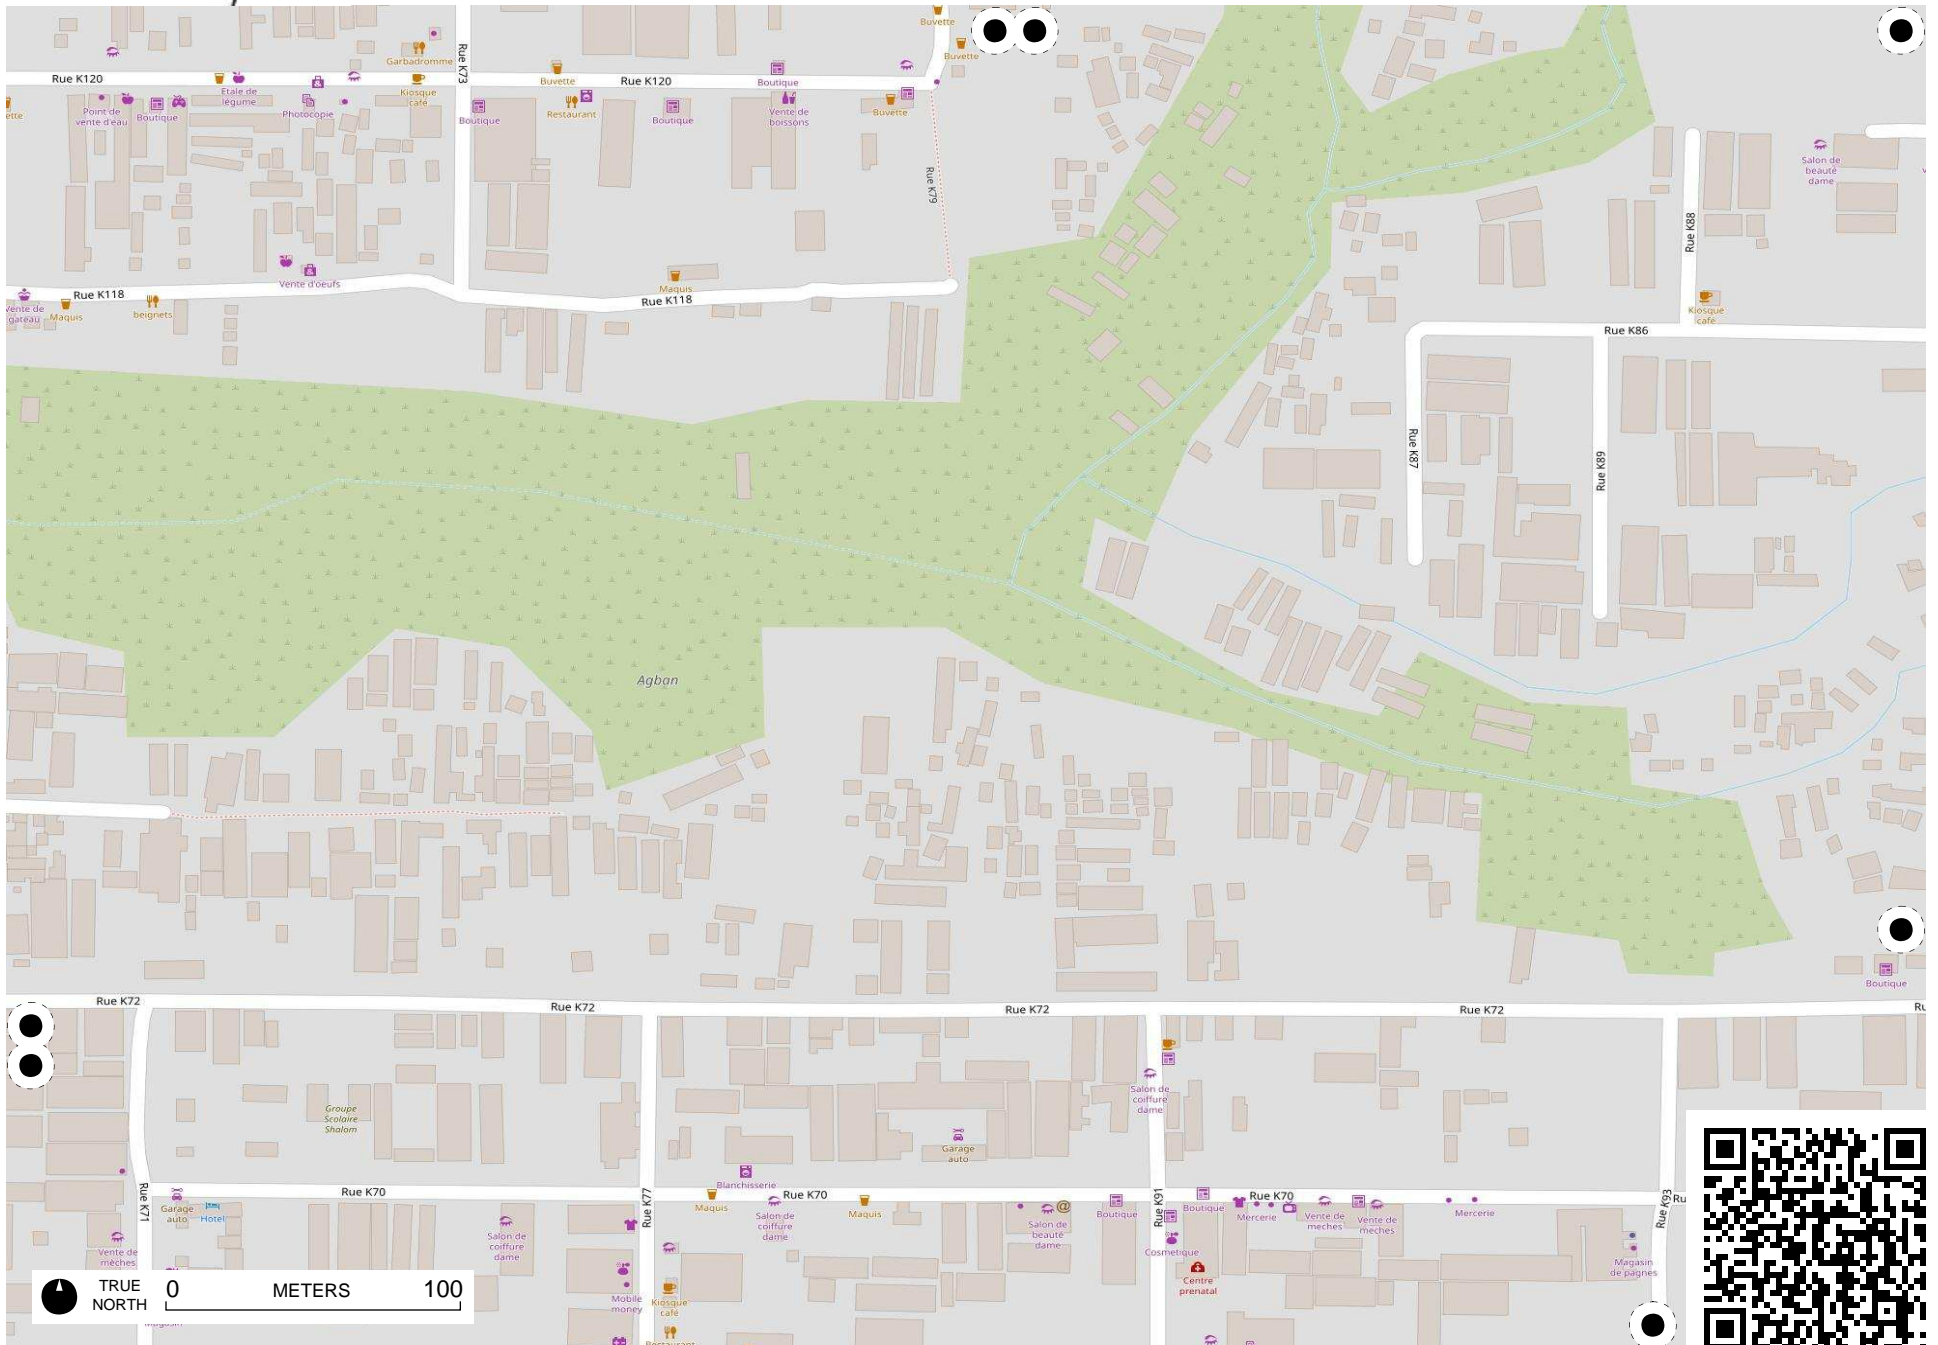 Buvette
Garbadromme
Buvette
Rue K73
Rue K120
Buvette
Rue K120
Boutique
Etale de
légume
Kiosque
café
Point de
vente d'eau
Boutique
Photocopie
Boutique
Restaurant
Boutique
Vente de
boissons
Buvette
Salon de
beauté
dame
Rue K79
Rue K88
Vente d'oeufs
Maquis
Rue K118
Rue K118
Vente de
gateau
Maquis
beignets
Kiosque
café
Rue K86
Rue K87
Rue K89
Agban
Boutique
Rue K72
Rue K72
Rue K72
Rue K72
Salon de
coiffure
dame
Groupe
Scolaire
Shalom
Garage
auto
Blanchisserie
Rue K71
Rue K70
Rue K77
Rue K70
Rue K91
Rue K70
Rue K93
Garage
auto
Hotel
Maquis
Salon de
coiffure
dame
Maquis
Salon de
beauté
dame
Boutique
Boutique
Mercerie
Vente de
meches
Vente de
meches
Mercerie
Vente de
mèches
Salon de
coiffure
dame
Cosmetique
Centre
prenatal
Magasin
de pagnes
Mobile
money
Kiosque
café
Restaurant
TRUE
NORTH
0 METERS 100
Magasin